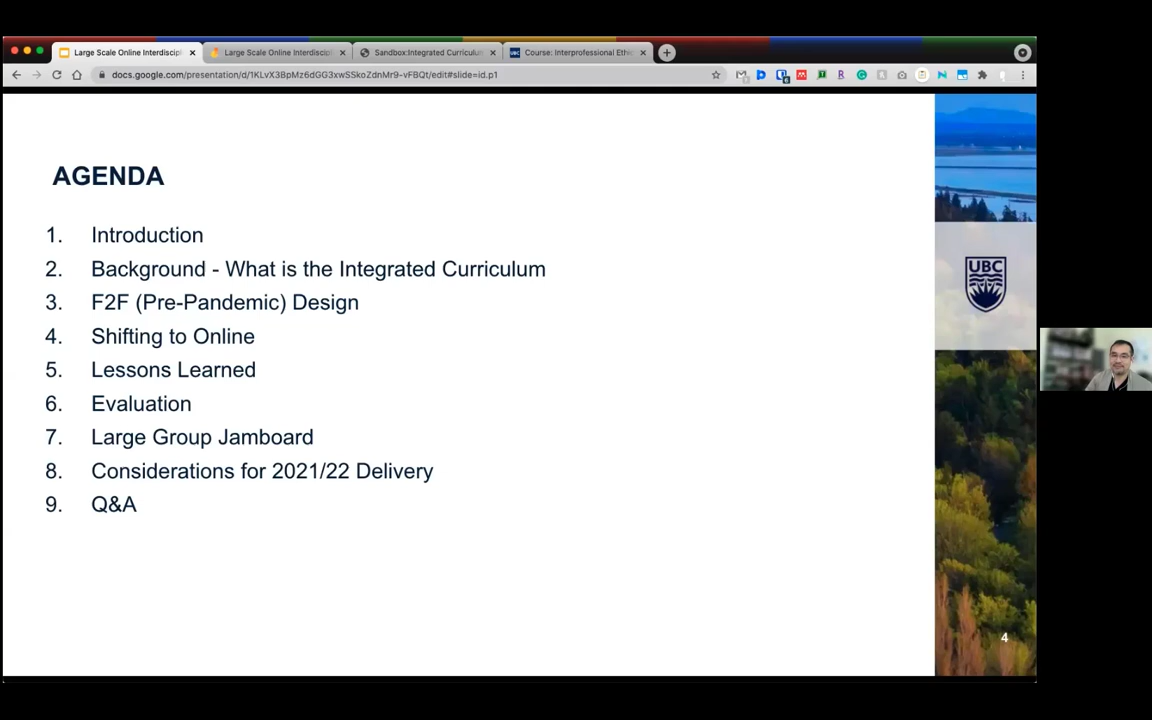 Large Scale Online Interdiscipl
Large Scale Online Interdiscipl
Sandbox:Integrated Curriculum
Course: Interprofessional Ethi
docs.google.com/presentation/d/1KLvX3BpMz6dGG3xwSSkoZdnMr9-vFBQt/edit#slide=id.p1
AGENDA
1. Introduction
2. Background - What is the Integrated Curriculum
3. F2F (Pre-Pandemic) Design
4. Shifting to Online
5. Lessons Learned
6. Evaluation
7. Large Group Jamboard
8. Considerations for 2021/22 Delivery
9. Q&A
UBC
4